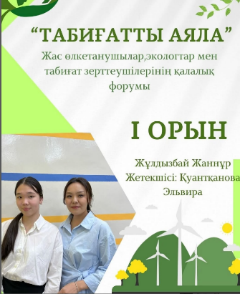 “ТАБИҒАТТЫ АЯЛА”
Жас өлкетанушылар,экологтар мен
табиғат зерттеушілерінің қалалық
форумы
I ОРЫН
Жұлдызбай Жаннұр
Жетекшісі: Қуантқанова
Эльвира